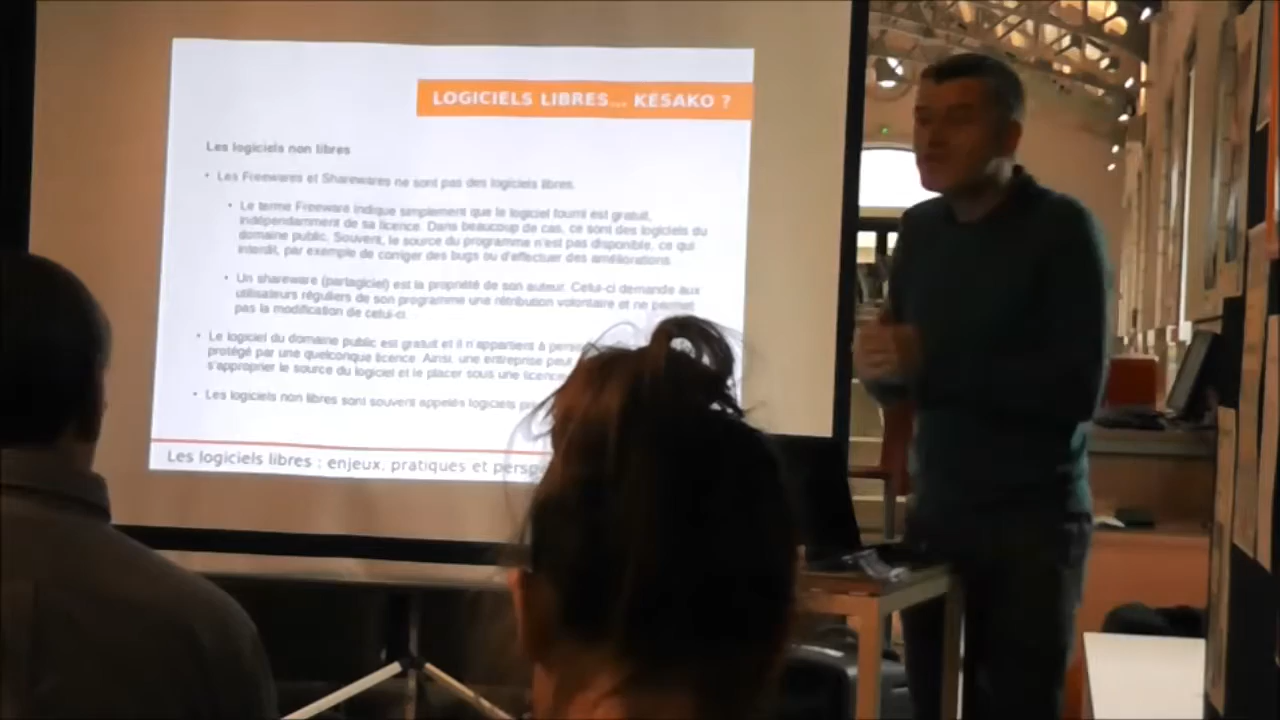 LOGICIELS LIBRES... KESAKO ?
Les logiciels non libres
• Les Freewares et Sharewares ne sont pas des logiciels libres.
• Le terme Freeware indique simplement que le logiciel fourni est gratuit,
indépendamment de sa licence. Dans beaucoup de cas, ce sont des logiciels du
domaine public. Souvent, le source du programme n'est pas disponible, ce qui
interdit, par exemple de corriger des bugs ou d'effectuer des améliorations.
• Un shareware (partagiciel) est la propriété de son auteur. Celui-ci demande aux
utilisateurs réguliers de son programme une rétribution volontaire et ne permet
pas la modification de celui-ci.
• Le logiciel du domaine public est gratuit et il n'appartient à
protégé par une quelconque licence. Ainsi, une entreprise peut
s'approprier le source du logiciel et le placer sous une licence
• Les logiciels non libres sont souvent appelés logiciels
Les logiciels libres : enjeux, pratiques et persp